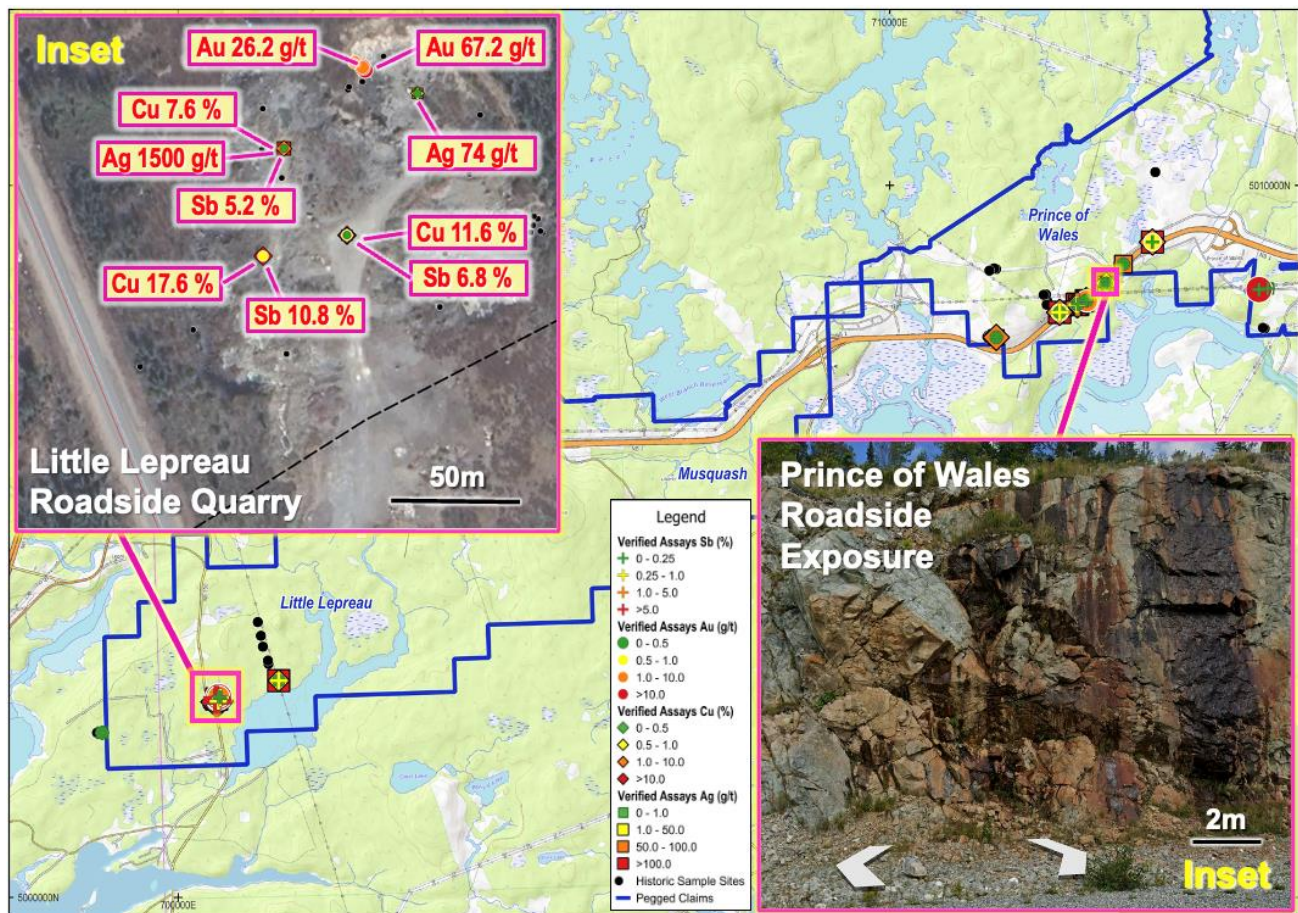 Inset
Au 26.2 g/t
Au 67.2 g/t
Cu 7.6 %
Ag 1500 g/t
Ag 74 g/t
Sb 5.2 %
Cu 11.6 %
Cu 17.6 %
Sb 6.8 %
Sb 10.8 %
Little Lepreau
Roadside Quarry
50m
710000E
5010000N
Prince of
Wales
Musquash
Little Lepreau
Legend
Verified Assays Sb (%)
0 - 0.25
0.25 - 1.0
1.0 - 5.0
>5.0
Verified Assays Au (g/t)
0 - 0.5
0.5 - 1.0
1.0 - 10.0
>10.0
Verified Assays Cu (%)
0 - 0.5
0.5 - 1.0
1.0 - 10.0
>10.0
Verified Assays Ag (g/t)
0 - 1.0
1.0 - 50.0
50.0 - 100.0
>100.0
Historic Sample Sites
Pegged Claims
Prince of Wales
Roadside
Exposure
2m
Inset
5000000N
700000E